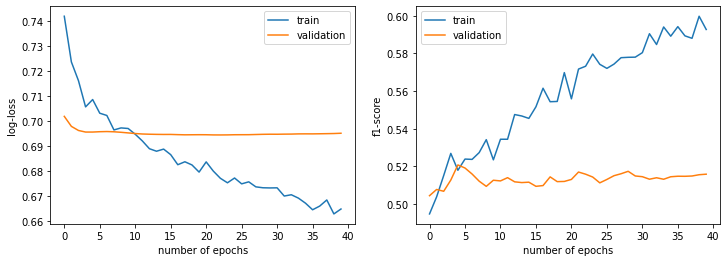 0.74
0.73
0.72
0.71
0.70
0.69
0.68
0.67
0.66
log-loss
0 5 10 15 20 25 30 35 40
number of epochs
train
validation
0.60
0.58
0.56
0.54
0.52
0.50
f1-score
0 5 10 15 20 25 30 35 40
number of epochs
train
validation